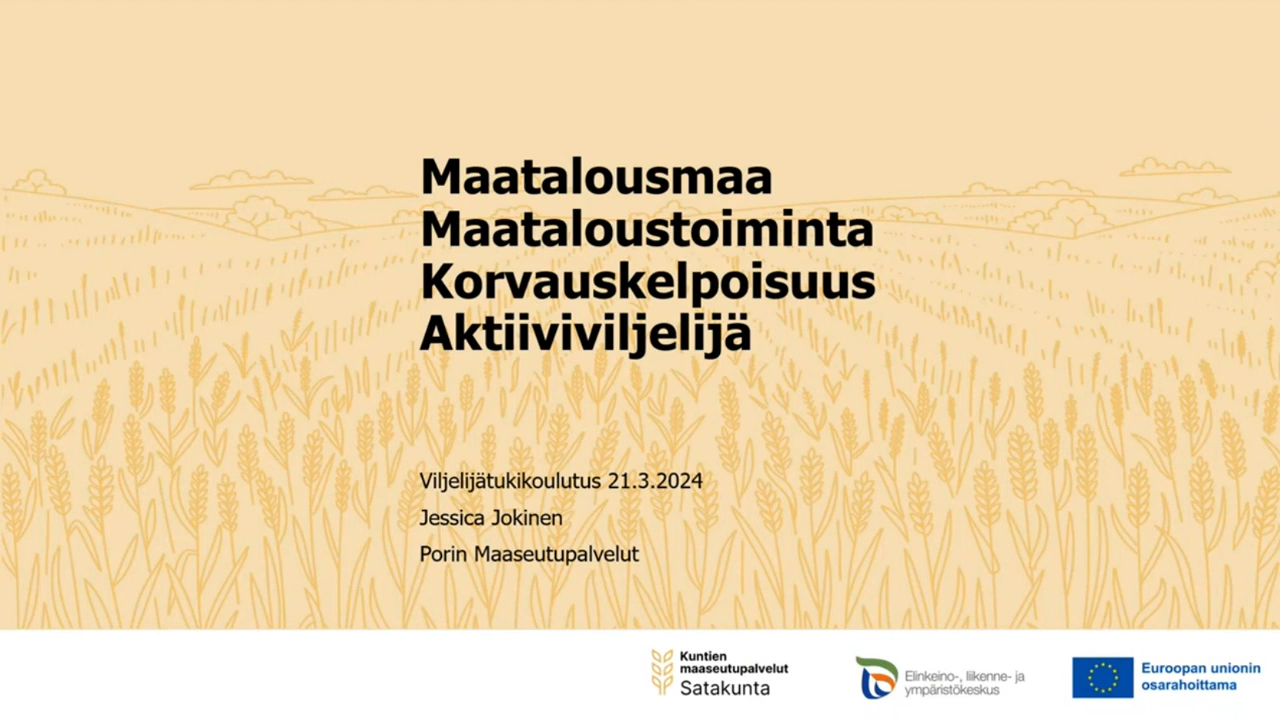 Maatalousmaa
Maataloustoiminta
Korvauskelpoisuus
Aktiiviviljelijä
Viljelijätukikoulutus 21.3.2024
Jessica Jokinen
Porin Maaseutupalvelut
Kuntien
maaseutupalvelut
Satakunta
Elinkeino-, liikenne- ja
ympäristökeskus
Euroopan unionin
osarahoittama